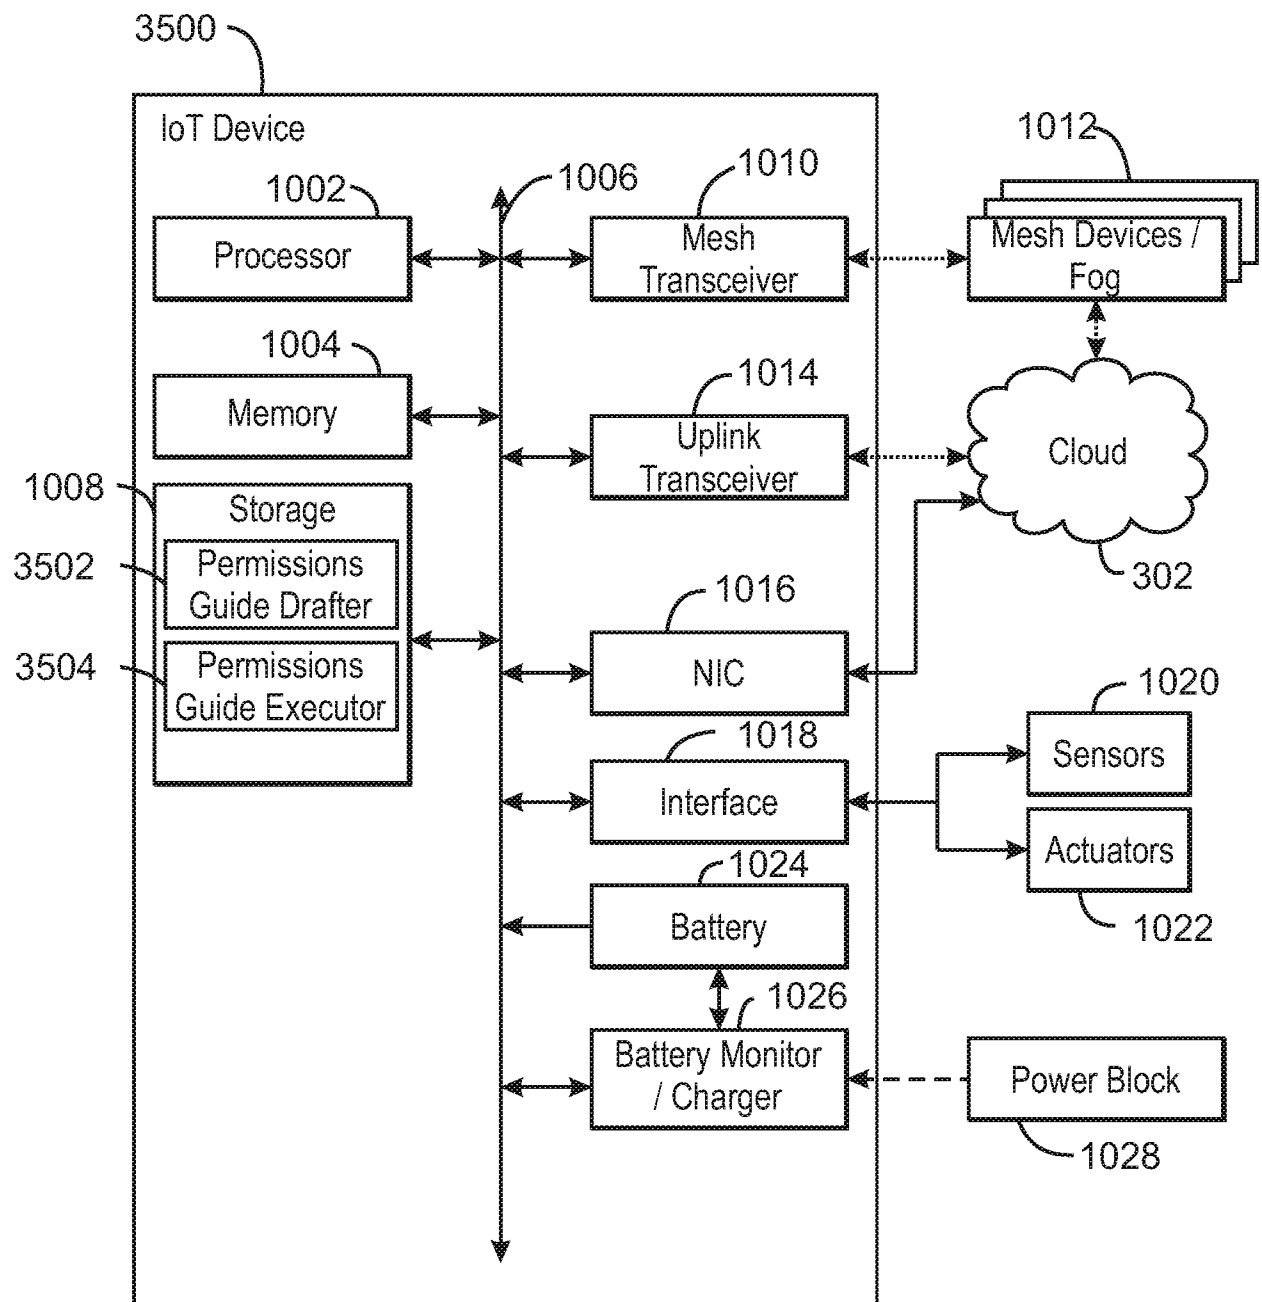 3500
IoT Device
1012
1010
1006
1002
Processor
Mesh
Transceiver
Mesh Devices /
Fog
1004
Memory
1014
Uplink
Transceiver
Cloud
302
1008
Storage
3502
Permissions
Guide Drafter
3504
Permissions
Guide Executor
1016
NIC
1018
Interface
1020
Sensors
Actuators
1022
1024
Battery
1026
Battery Monitor
/ Charger
Power Block
1028